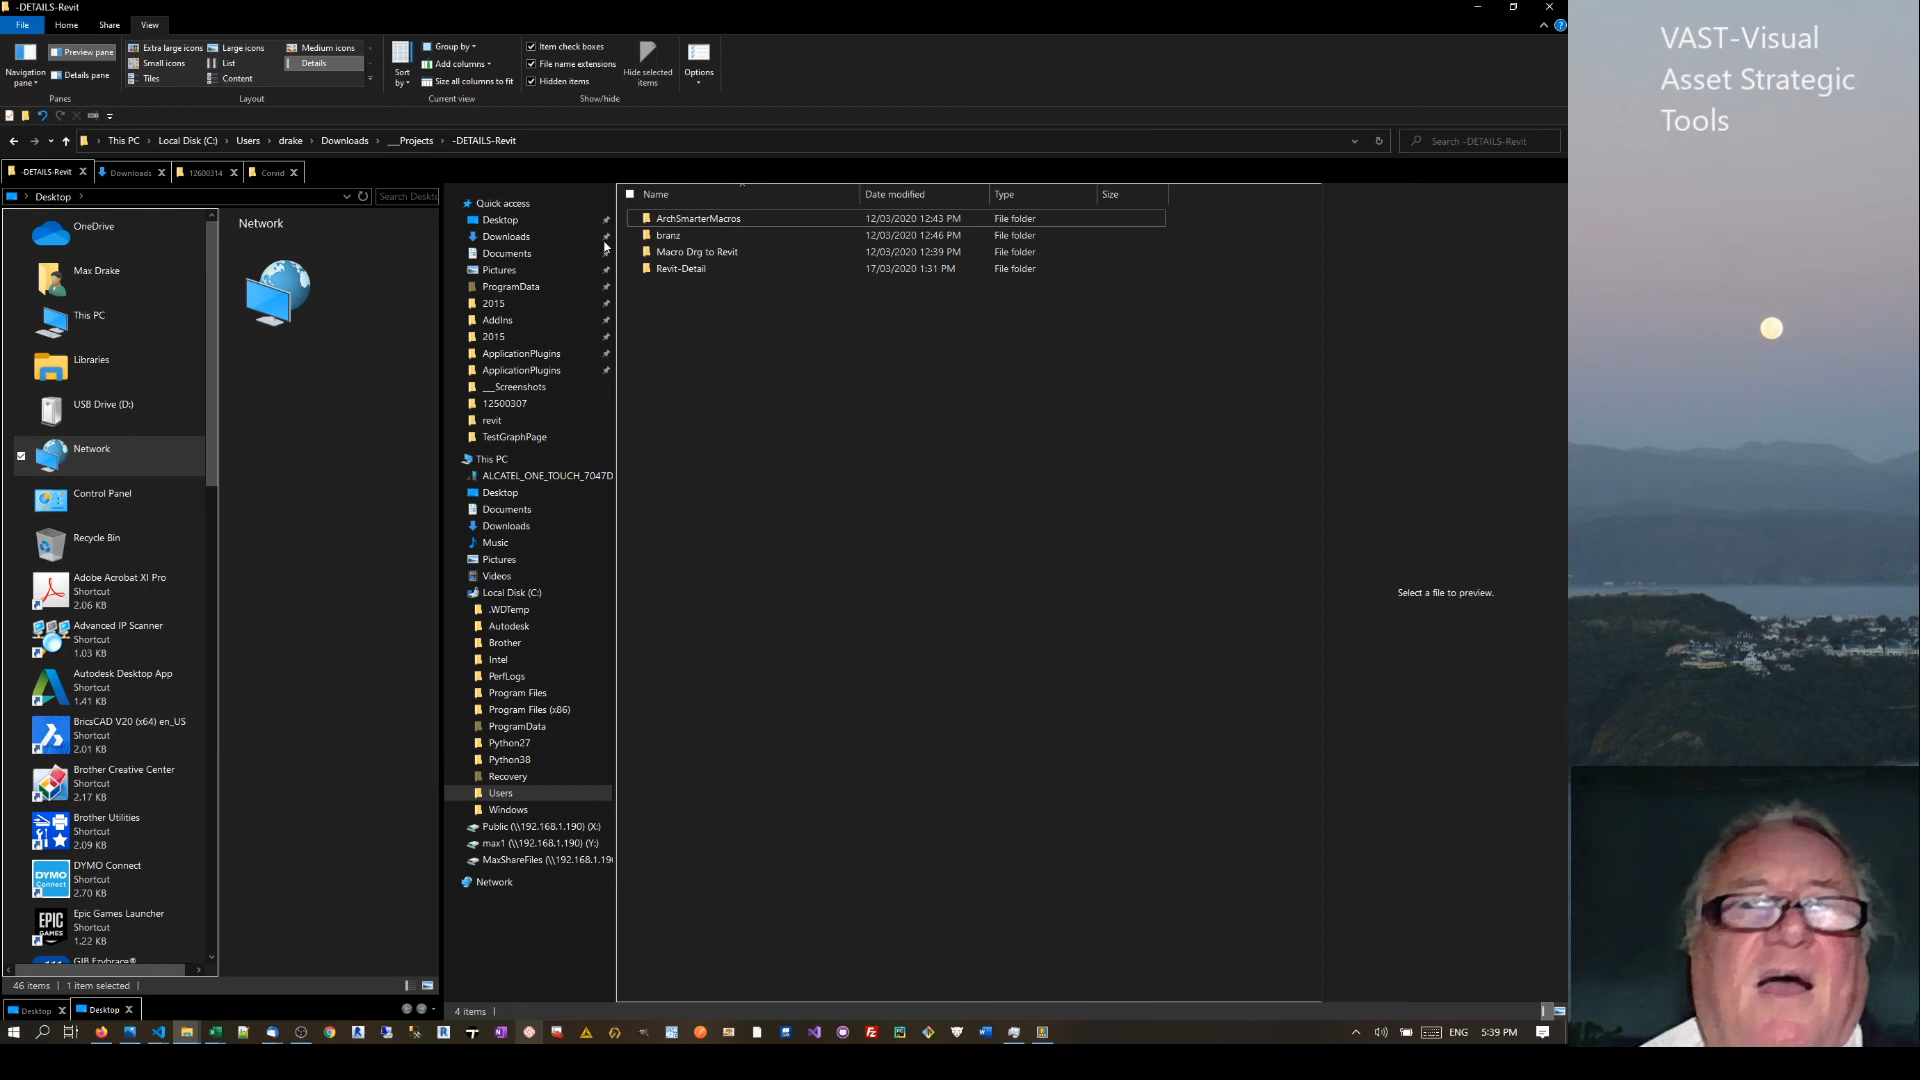 -DETAILS-Revit
File Home Share View
Navigation pane
Preview pane
Details pane
Panes
Extra large icons Large icons Medium icons
Small icons List Details
Tiles Content
Layout
Sort by
Group by
Add columns
Size all columns to fit
Current view
Item check boxes
File name extensions
Hidden items
Hide selected items
Show/hide
Options
This PC Local Disk (C:) Users drake Downloads ___Projects -DETAILS-Revit
Search -DETAILS-Revit
-DETAILS-Revit Downloads 12600314 Corvid
Desktop
Search Desktop
OneDrive
Max Drake
This PC
Libraries
USB Drive (D:)
Network
Control Panel
Recycle Bin
Adobe Acrobat XI Pro
Shortcut
2.06 KB
Advanced IP Scanner
Shortcut
1.03 KB
Autodesk Desktop App
Shortcut
1.41 KB
BricsCAD V20 (x64) en_US
Shortcut
2.01 KB
Brother Creative Center
Shortcut
2.17 KB
Brother Utilities
Shortcut
2.09 KB
DYMO Connect
Shortcut
2.70 KB
Epic Games Launcher
Shortcut
1.22 KB
GIB Ezybrace®
Network
46 items 1 item selected
Desktop Desktop
Quick access
Desktop
Downloads
Documents
Pictures
ProgramData
2015
AddIns
2015
ApplicationPlugins
ApplicationPlugins
___Screenshots
12500307
revit
TestGraphPage
This PC
ALCATEL_ONE_TOUCH_7047D
Desktop
Documents
Downloads
Music
Pictures
Videos
Local Disk (C:)
.WDTemp
Autodesk
Brother
Intel
PerfLogs
Program Files
Program Files (x86)
ProgramData
Python27
Python38
Recovery
Users
Windows
Public (\\192.168.1.190) (X:)
max1 (\\192.168.1.190) (Y:)
MaxShareFiles (\\192.168.1.190
Network
Name Date modified Type Size
ArchSmarterMacros 12/03/2020 12:43 PM File folder
branz 12/03/2020 12:46 PM File folder
Macro Drg to Revit 12/03/2020 12:39 PM File folder
Revit-Detail 17/03/2020 1:31 PM File folder
Select a file to preview.
4 items
ENG 5:39 PM
VAST-Visual
Asset Strategic
Tools